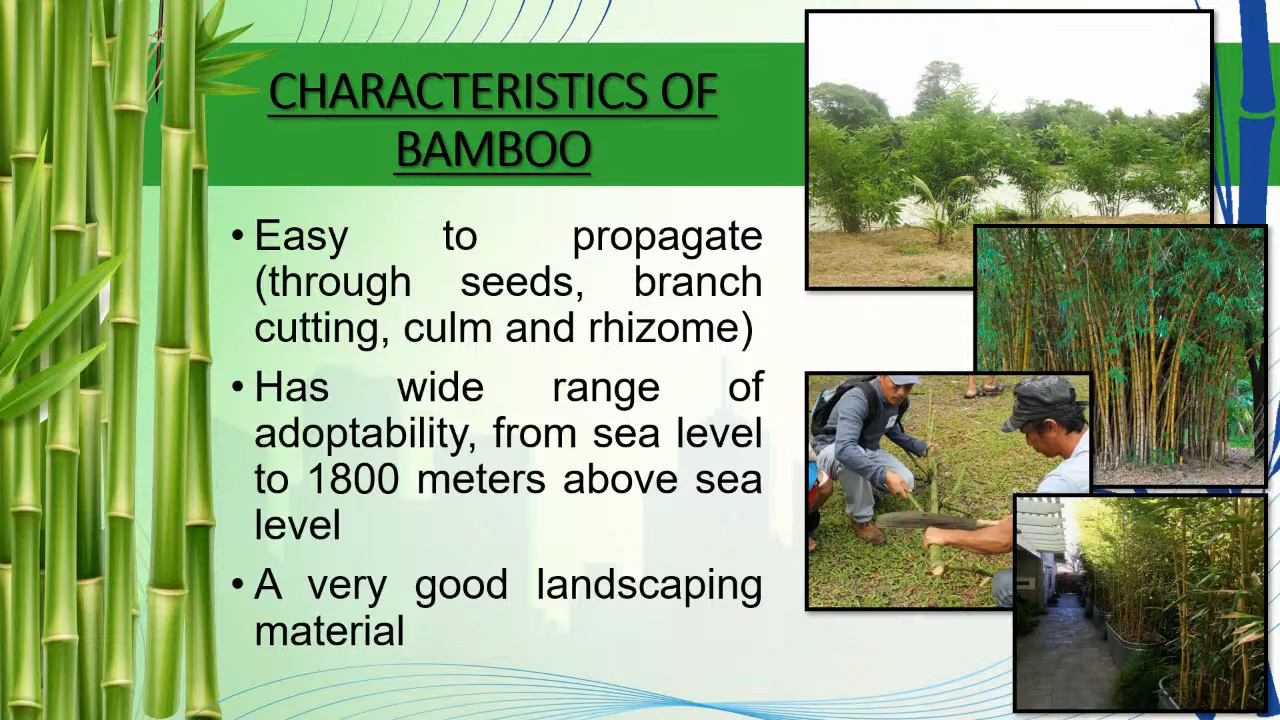 CHARACTERISTICS OF
BAMBOO
• Easy to propagate
(through seeds, branch
cutting, culm and rhizome)
• Has wide range of
adoptability, from sea level
to 1800 meters above sea
level
• A very good landscaping
material